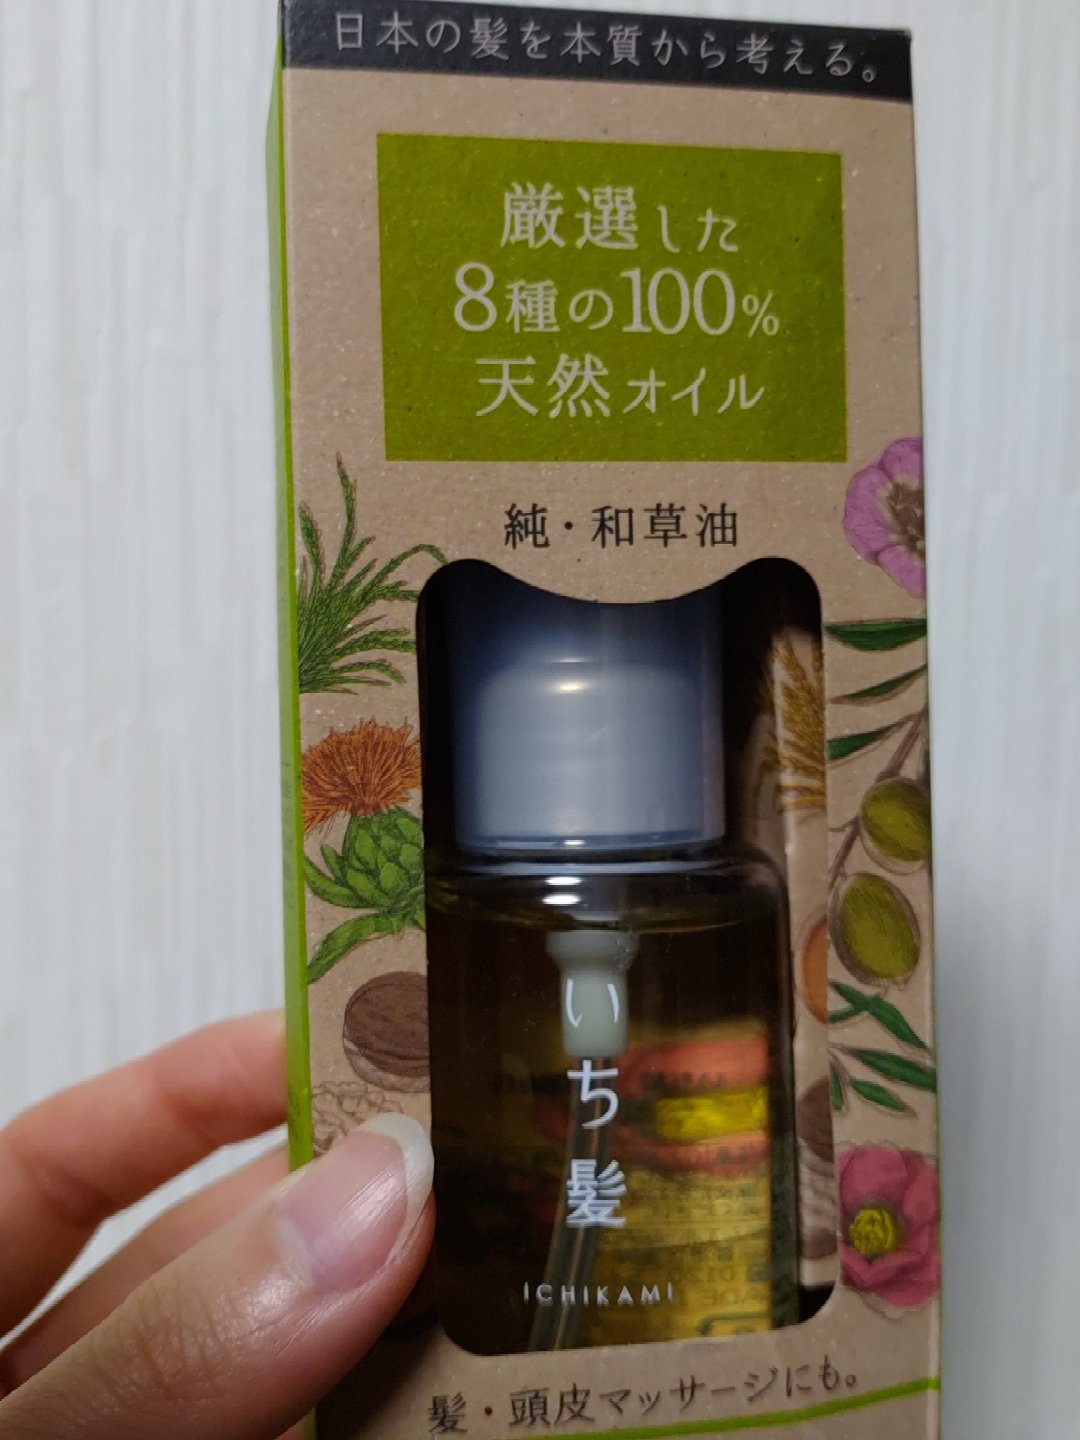 日本の髪を本質から考える。
厳選した
8種の100%
天然オイル
純・和草油
いち髪
ICHIKAMI
髪・頭皮マッサージにも。